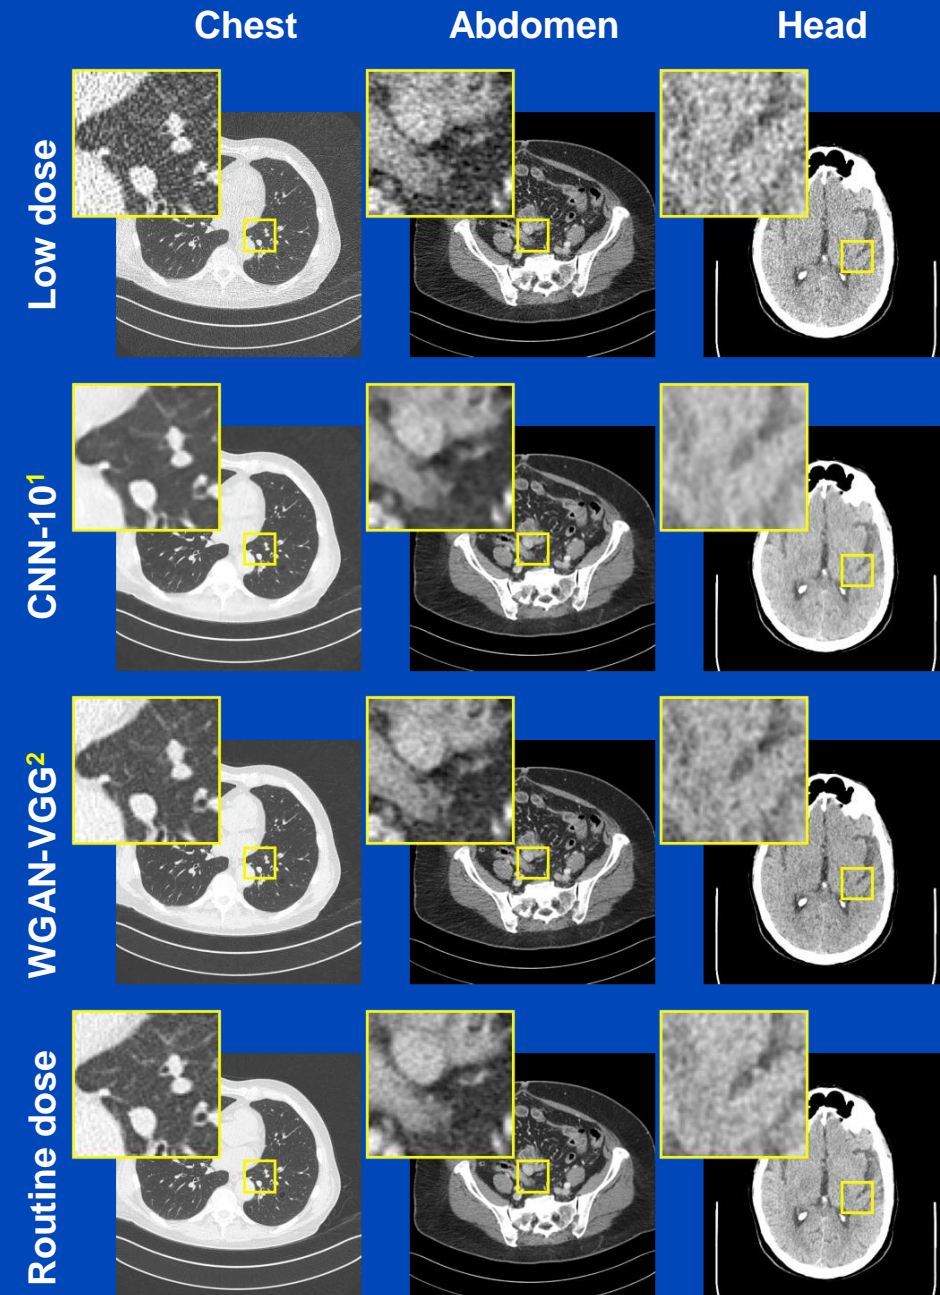 Chest Abdomen Head
Low dose
CNN-10¹
WGAN-VGG²
Routine dose